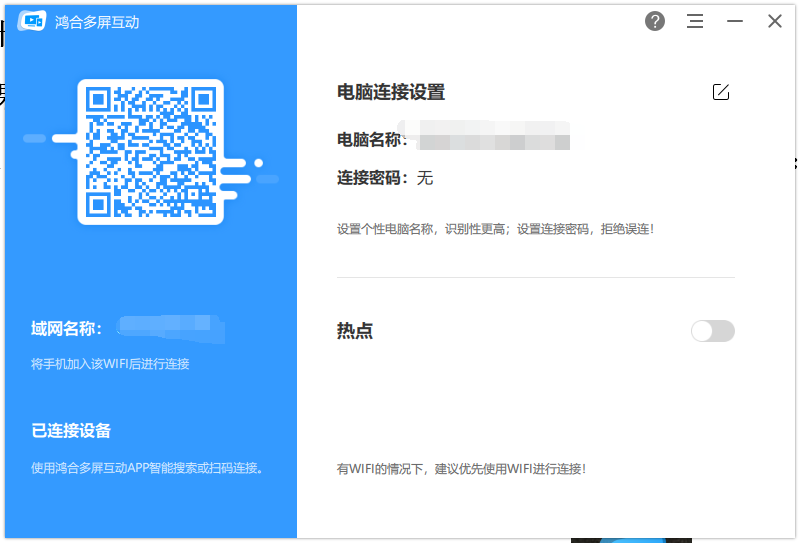 鸿合多屏互动
电脑连接设置
电脑名称:
连接密码：无
设置个性电脑名称，识别性更高；设置连接密码，拒绝误连！
域网名称：
将手机加入该WIFI后进行连接
热点
已连接设备
使用鸿合多屏互动APP智能搜索或扫码连接。
有WIFI的情况下，建议优先使用WIFI进行连接！